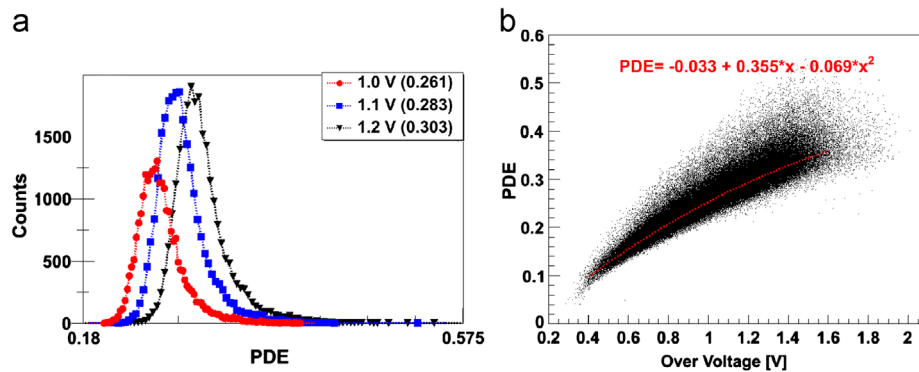 a
1.0 V (0.261)
1.1 V (0.283)
1.2 V (0.303)
1500
1000
500
0
Counts
0.18
0.575
PDE
b
PDE= -0.033 + 0.355*x - 0.069*x²
0.6
0.5
0.4
0.3
0.2
0.1
0
PDE
0.2 0.4 0.6 0.8 1 1.2 1.4 1.6 1.8 2
Over Voltage [V]